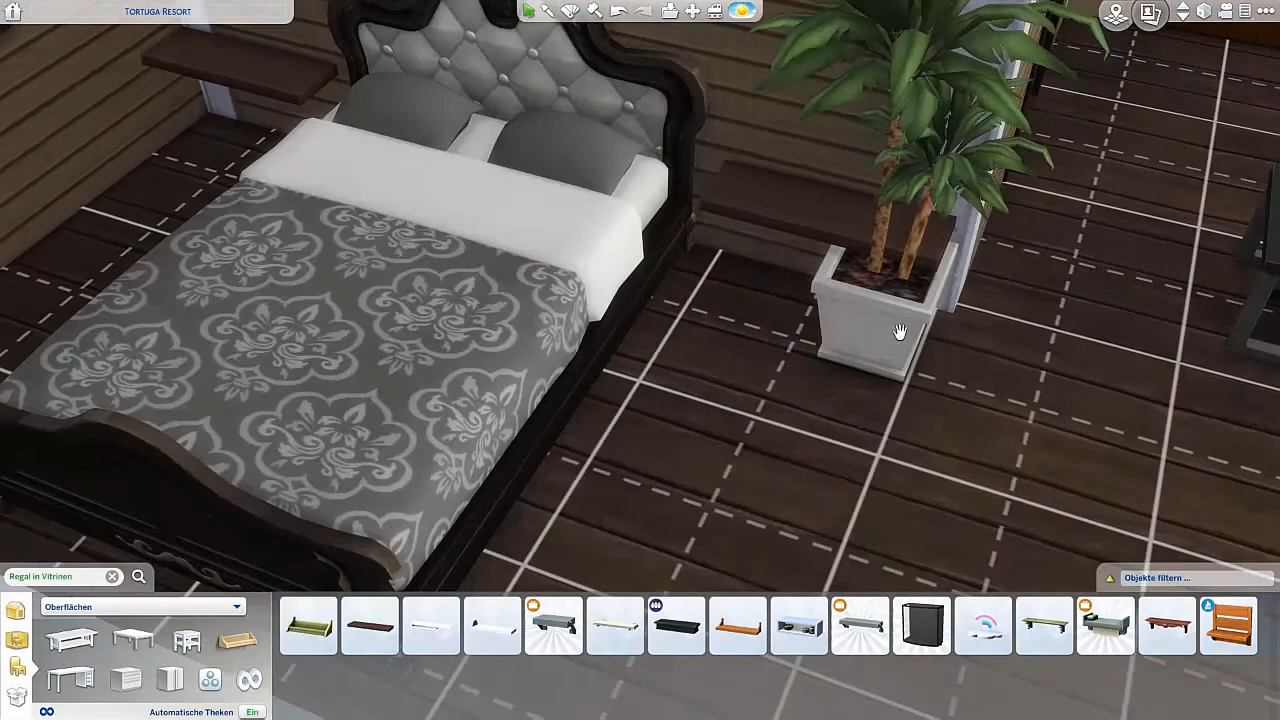 Tortuga Resort
Regal in Vitrinen
Objekte filtern ...
Oberflächen
Automatische Theken
Ein